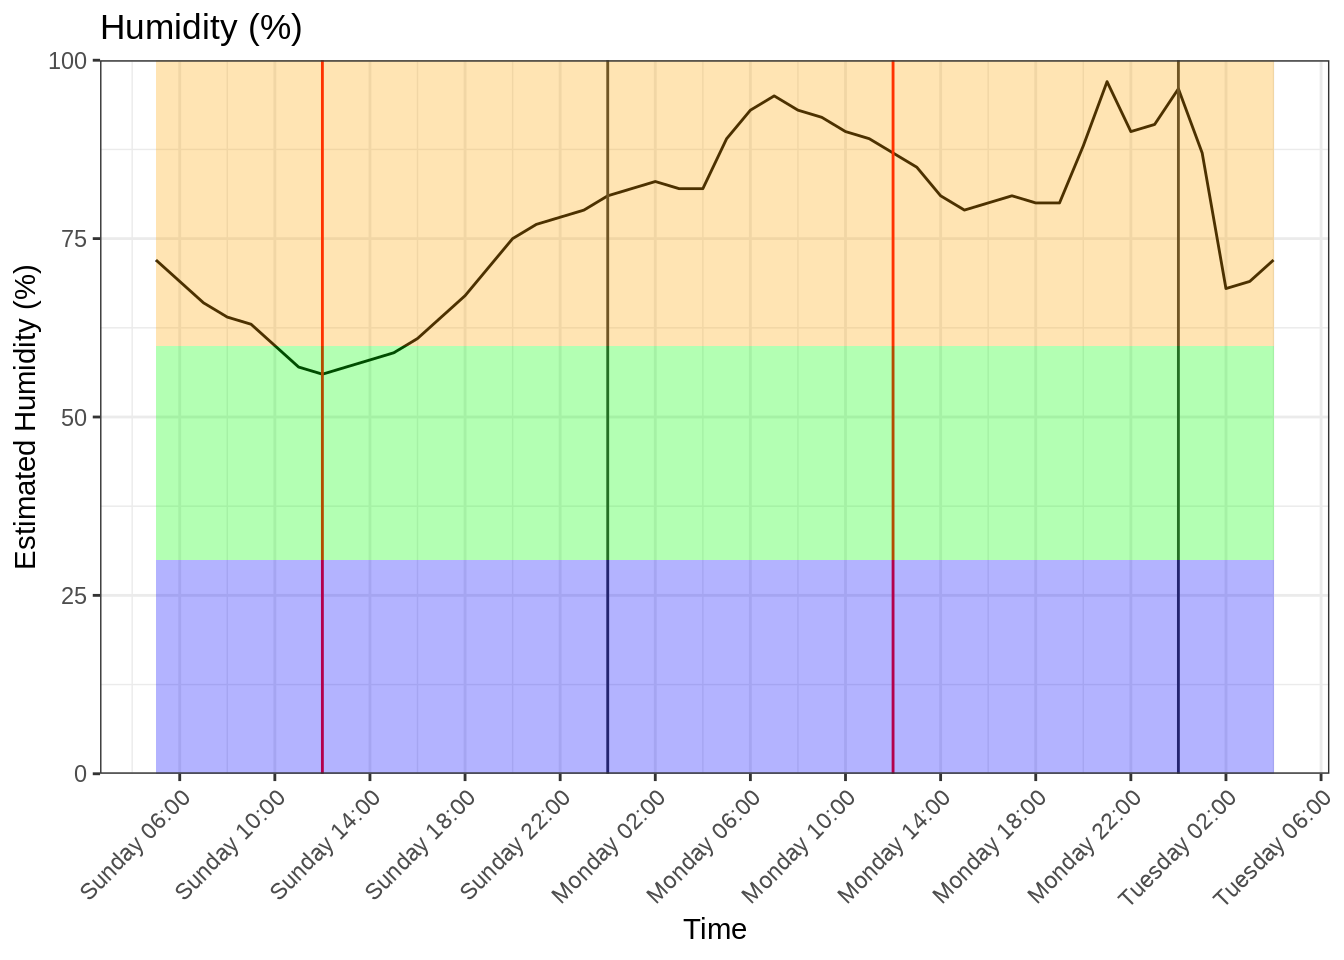 Humidity (%)
Estimated Humidity (%)
100
75
50
25
0
Sunday 06:00
Sunday 10:00
Sunday 14:00
Sunday 18:00
Sunday 22:00
Monday 02:00
Monday 06:00
Monday 10:00
Monday 14:00
Monday 18:00
Monday 22:00
Tuesday 02:00
Tuesday 06:00
Time